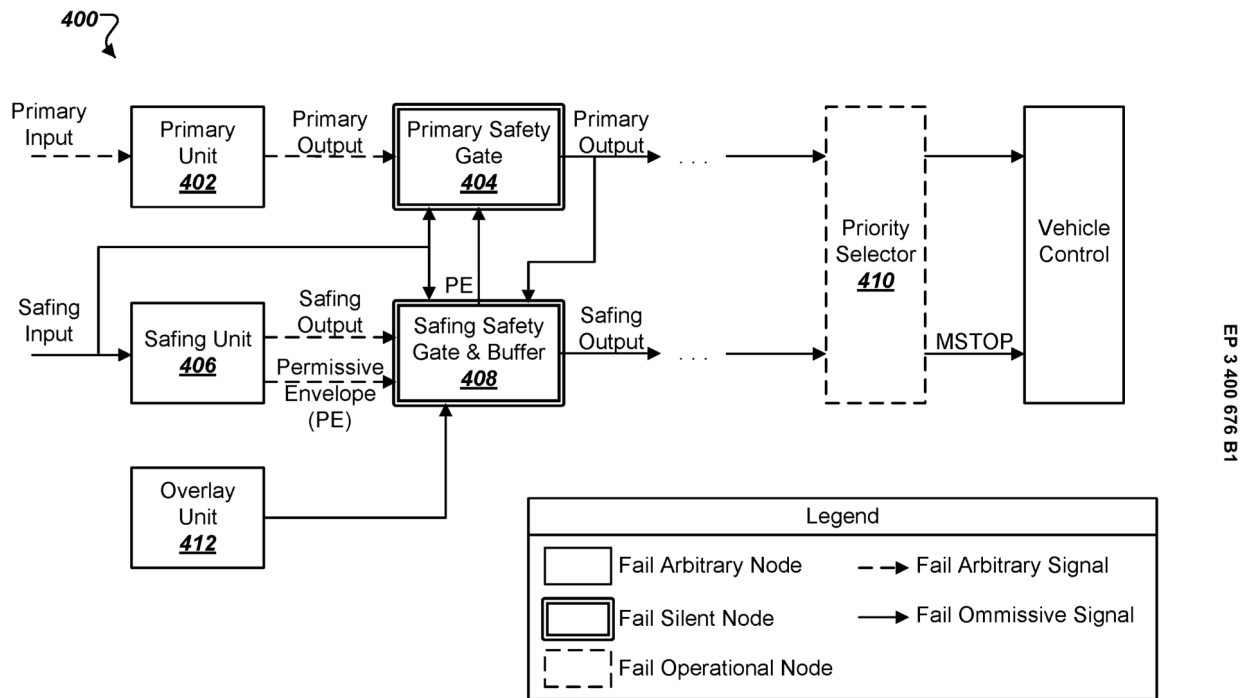 400
Primary
Input
Primary
Unit
402
Primary
Output
Primary Safety
Gate
404
Primary
Output
. . .
Priority
Selector
410
Vehicle
Control
PE
Safing
Input
Safing Unit
406
Safing
Output
Permissive
Envelope
(PE)
Safing Safety
Gate & Buffer
408
Safing
Output
. . .
MSTOP
Overlay
Unit
412
Legend
Fail Arbitrary Node
Fail Arbitrary Signal
Fail Silent Node
Fail Ommissive Signal
Fail Operational Node
EP 3 400 676 B1